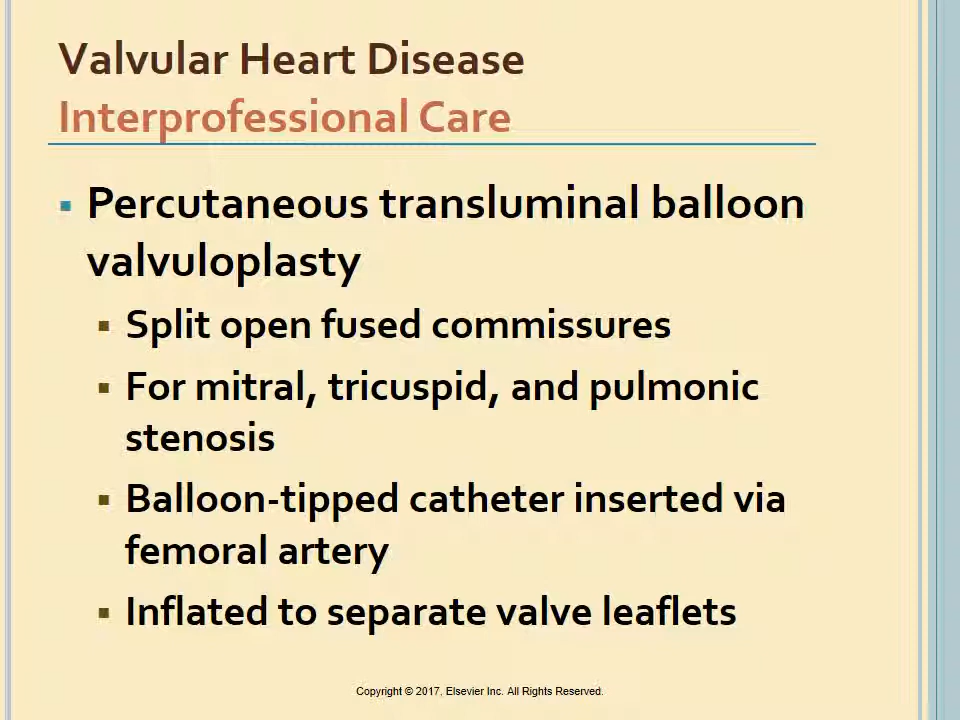 Valvular Heart Disease
Interprofessional Care
▪ Percutaneous transluminal balloon
valvuloplasty
▪ Split open fused commissures
▪ For mitral, tricuspid, and pulmonic
stenosis
▪ Balloon-tipped catheter inserted via
femoral artery
▪ Inflated to separate valve leaflets
Copyright © 2017, Elsevier Inc. All Rights Reserved.